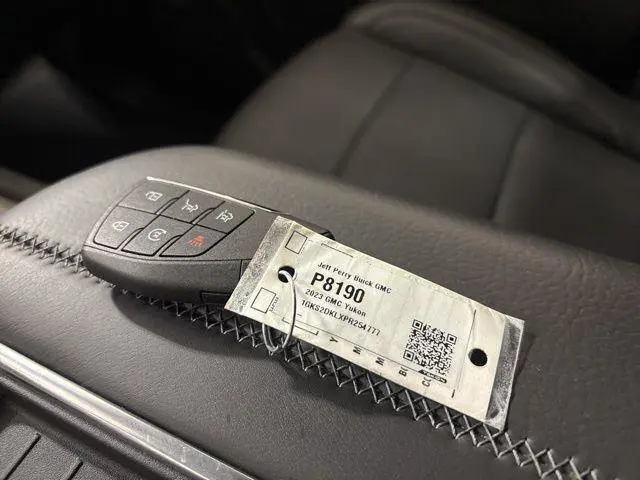 Jeff Perry Buick GMC
P8190
2023 GMC Yukon
1GKS2DKLXPR254777
Y
M
M